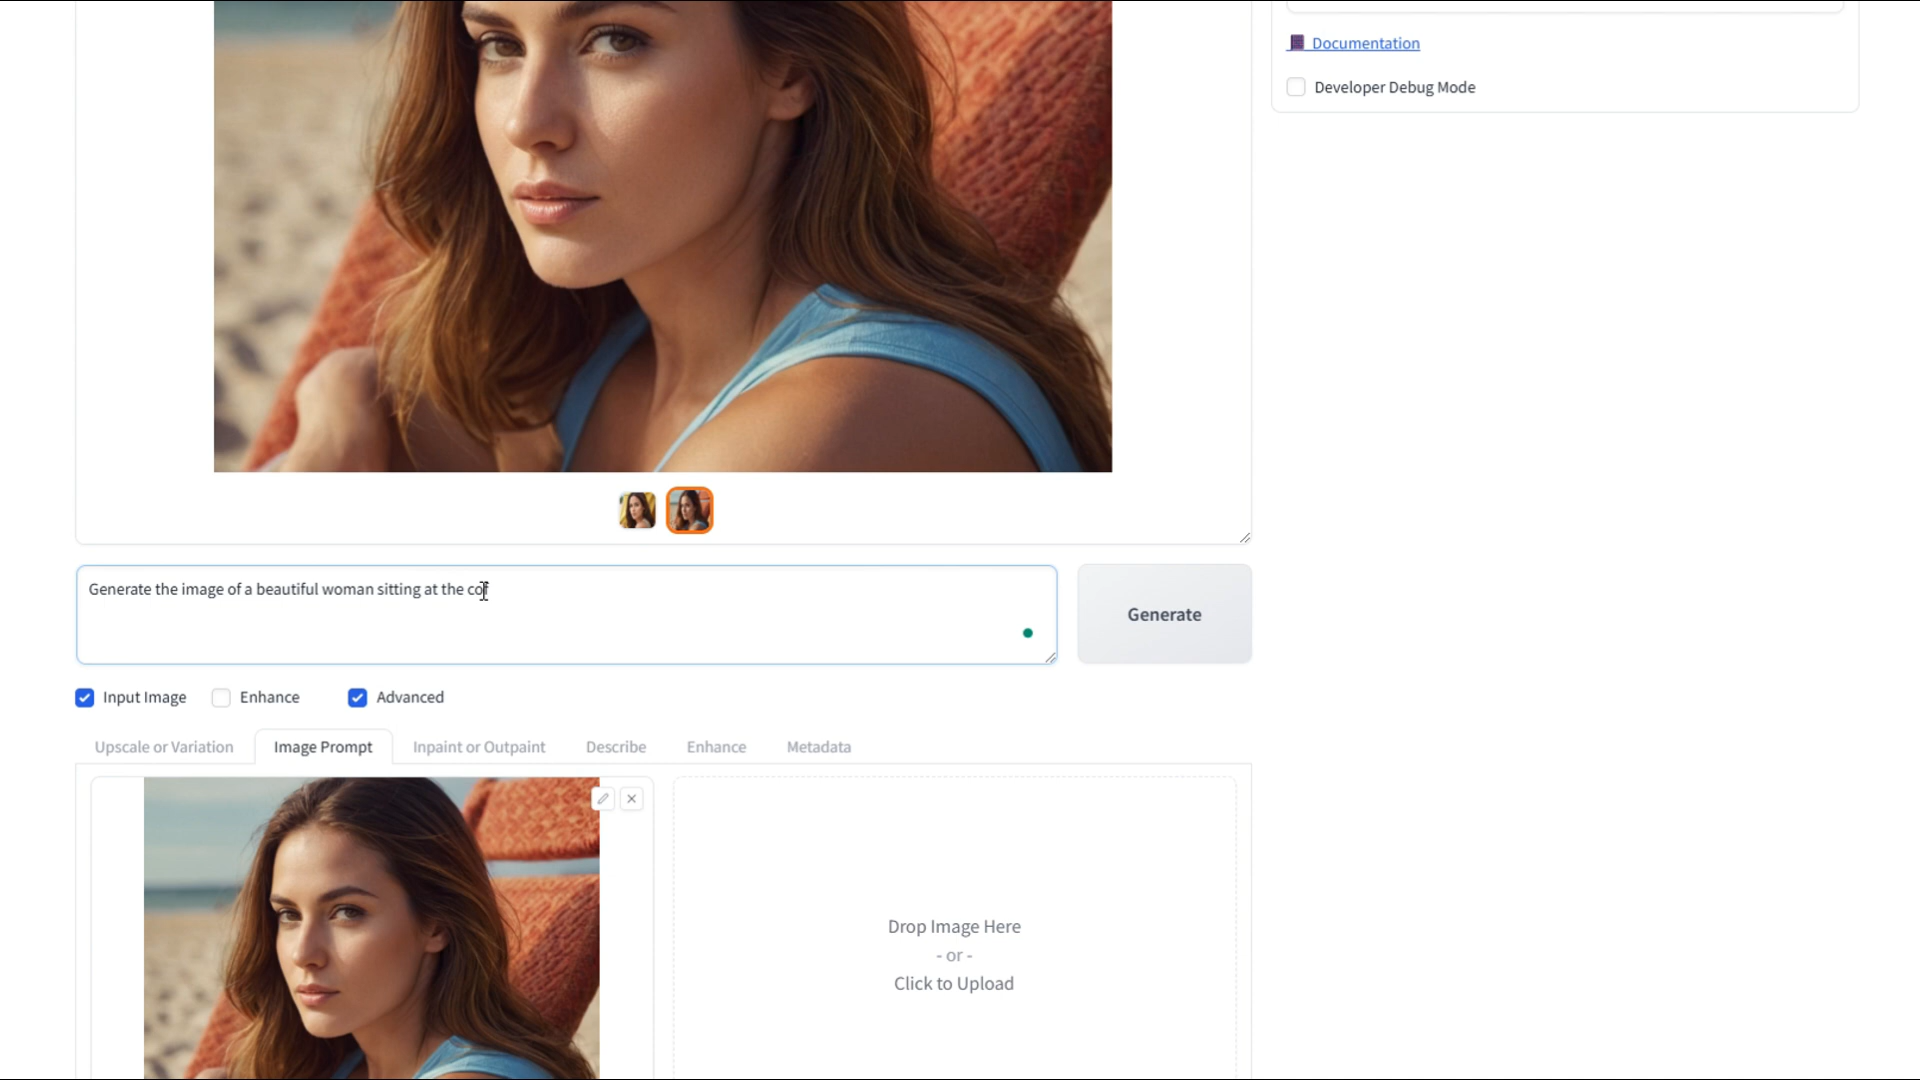 Documentation
Developer Debug Mode
Generate the image of a beautiful woman sitting at the cof
Generate
Input Image
Enhance
Advanced
Upscale or Variation
Image Prompt
Inpaint or Outpaint
Describe
Enhance
Metadata
Drop Image Here
- or -
Click to Upload